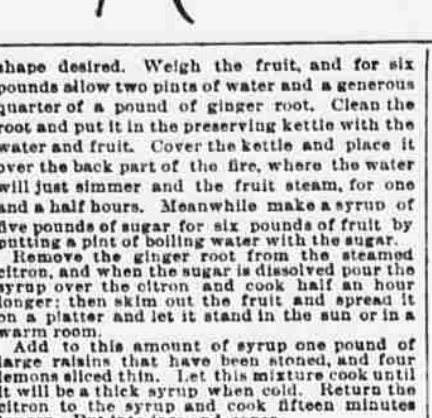 shape desired. Weigh the fruit, and for six
pounds allow two pints of water and a generous
quarter of a pound of ginger root. Clean the
root and put it in the preserving kettle with the
water and fruit. Cover the kettle and place it
over the back part of the fire, where the water
will just simmer and the fruit steam, for one
and a half hours. Meanwhile make a syrup of
five pounds of sugar for six pounds of fruit by
putting a pint of boiling water with the sugar.
Remove the ginger root from the steamed
citron, and when the sugar is dissolved pour the
syrup over the citron and cook half an hour
longer; then skim out the fruit and spread it
on a platter and let it stand in the sun or in a
warm room.
Add to this amount of syrup one pound of
large raisins that have been stoned, and four
lemons sliced thin. Let this mixture cook until
it will be a thick syrup when cold. Return the
citron to the syrup and cook fifteen minutes